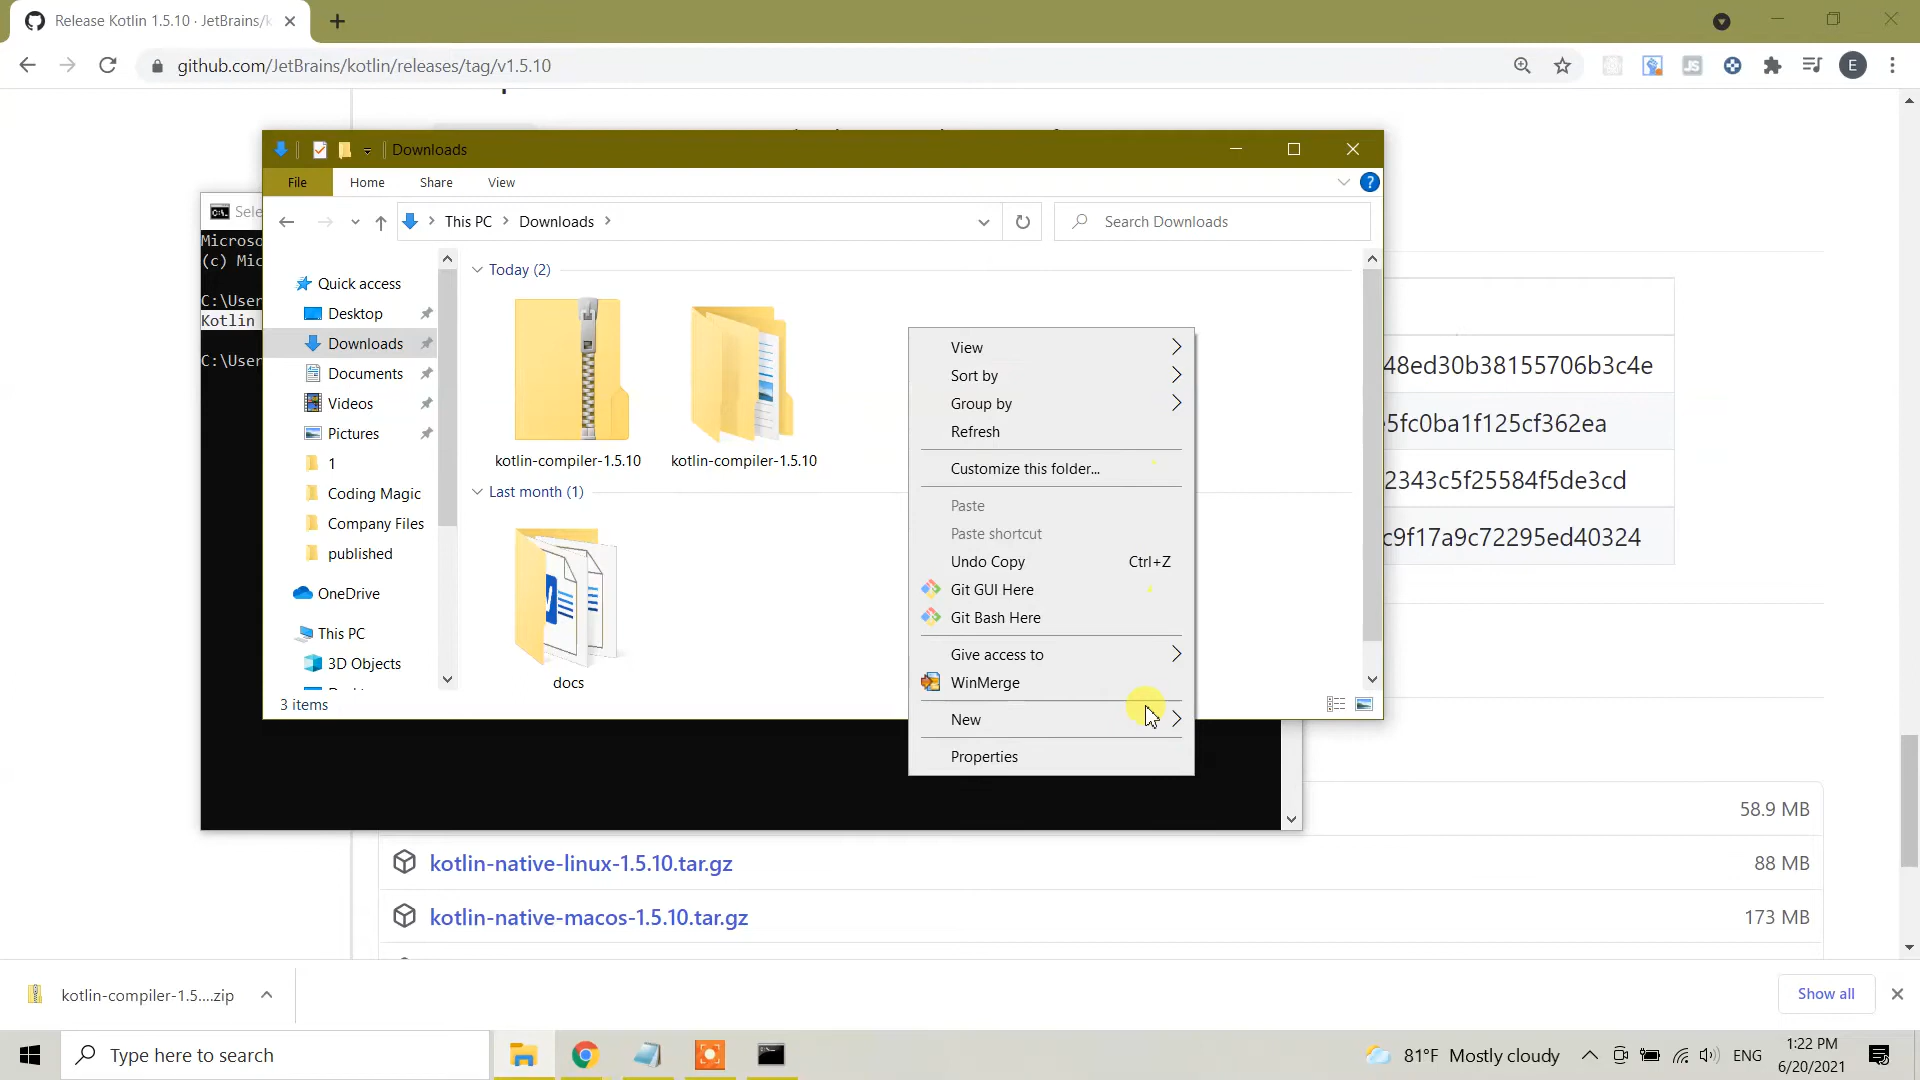 Release Kotlin 1.5.10 · JetBrains/k
github.com/JetBrains/kotlin/releases/tag/v1.5.10
E
Downloads
File Home Share View
This PC Downloads
Search Downloads
Sele
Microso
(c) Mic
C:\User
Kotlin
C:\User
Quick access
Desktop
Downloads
Documents
Videos
Pictures
1
Coding Magic
Company Files
published
OneDrive
This PC
3D Objects
Today (2)
kotlin-compiler-1.5.10
kotlin-compiler-1.5.10
Last month (1)
docs
3 items
View
Sort by
Group by
Refresh
Customize this folder...
Paste
Paste shortcut
Undo Copy Ctrl+Z
Git GUI Here
Git Bash Here
Give access to
WinMerge
New
Properties
48ed30b38155706b3c4e
5fc0ba1f125cf362ea
2343c5f25584f5de3cd
c9f17a9c72295ed40324
58.9 MB
kotlin-native-linux-1.5.10.tar.gz 88 MB
kotlin-native-macos-1.5.10.tar.gz 173 MB
kotlin-compiler-1.5....zip
Show all
Type here to search
81°F Mostly cloudy
ENG
1:22 PM
6/20/2021